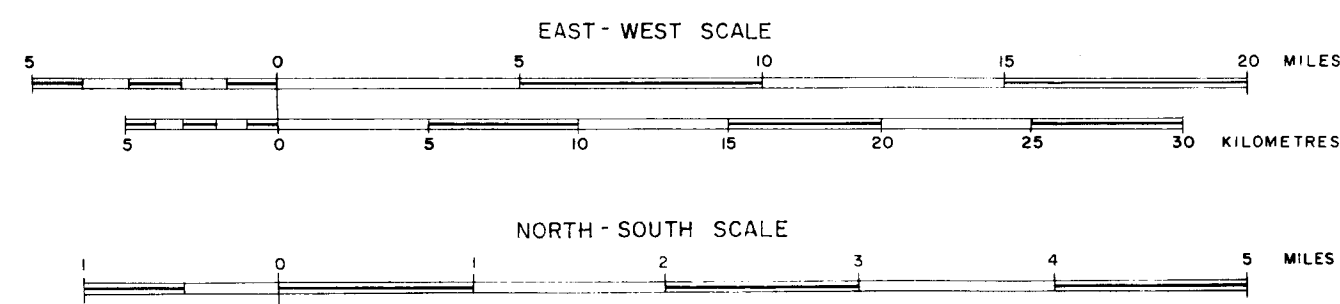 EAST - WEST SCALE
5 0 5 10 15 20 MILES
5 0 5 10 15 20 25 30 KILOMETRES
NORTH - SOUTH SCALE
1 0 1 2 3 4 5 MILES